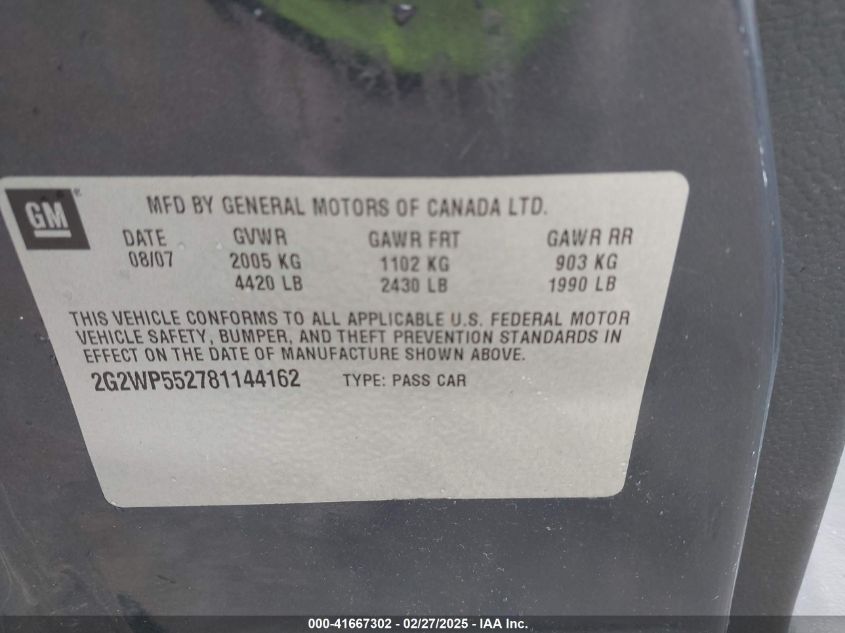 GM®
MFD BY GENERAL MOTORS OF CANADA LTD.
DATE GVWR GAWR FRT GAWR RR
08/07 2005 KG 1102 KG 903 KG
4420 LB 2430 LB 1990 LB
THIS VEHICLE CONFORMS TO ALL APPLICABLE U.S. FEDERAL MOTOR
VEHICLE SAFETY, BUMPER, AND THEFT PREVENTION STANDARDS IN
EFFECT ON THE DATE OF MANUFACTURE SHOWN ABOVE.
2G2WP552781144162 TYPE: PASS CAR
000-41667302 - 02/27/2025 - IAA Inc.